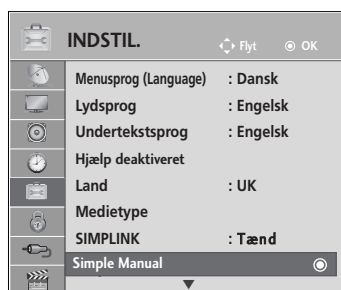 INDSTIL. Flyt OK
Menusprog (Language) : Dansk
Lydsprog : Engelsk
Undertekstsprog : Engelsk
Hjælp deaktiveret
Land : UK
Medietype
SIMPLINK : Tænd
Simple Manual